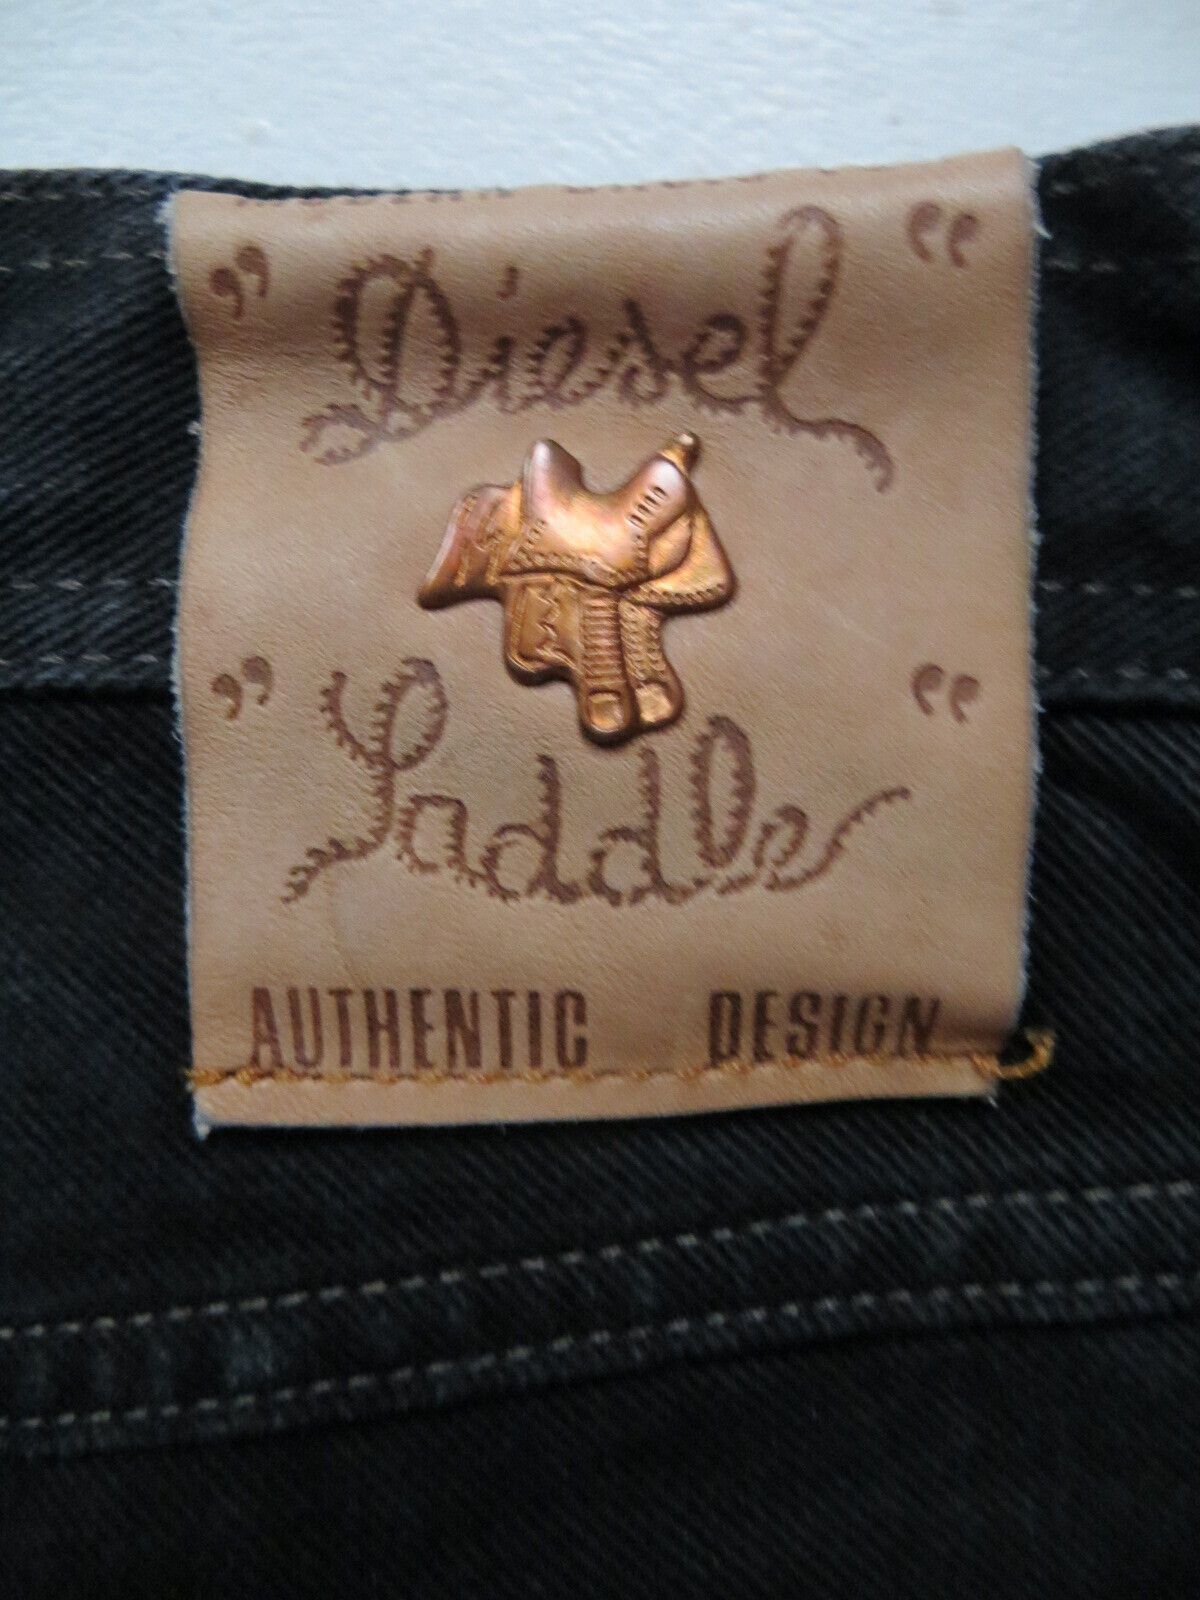 ”Diesel“
”Saddle“
AUTHENTIC DESIGN